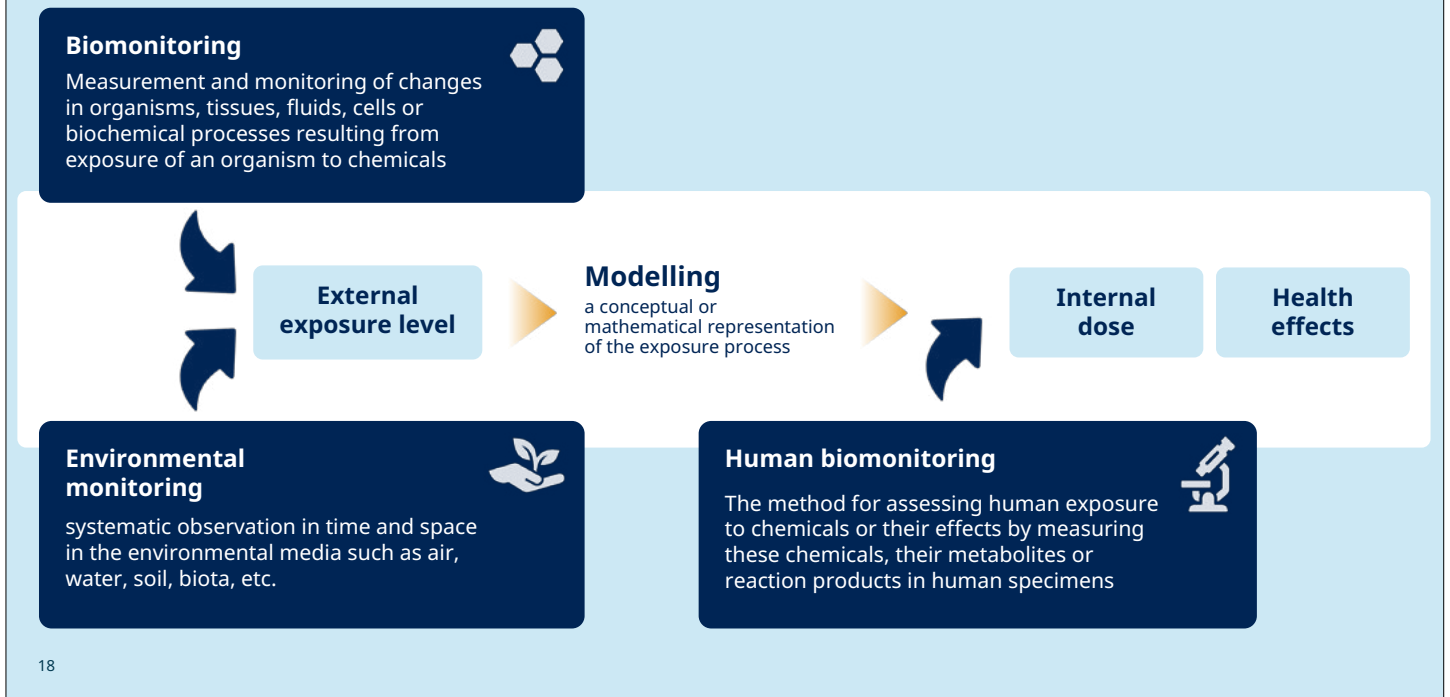 Biomonitoring
Measurement and monitoring of changes
in organisms, tissues, fluids, cells or
biochemical processes resulting from
exposure of an organism to chemicals
External
exposure level
Modelling
a conceptual or
mathematical representation
of the exposure process
Internal
dose
Health
effects
Environmental
monitoring
systematic observation in time and space
in the environmental media such as air,
water, soil, biota, etc.
Human biomonitoring
The method for assessing human exposure
to chemicals or their effects by measuring
these chemicals, their metabolites or
reaction products in human specimens
18